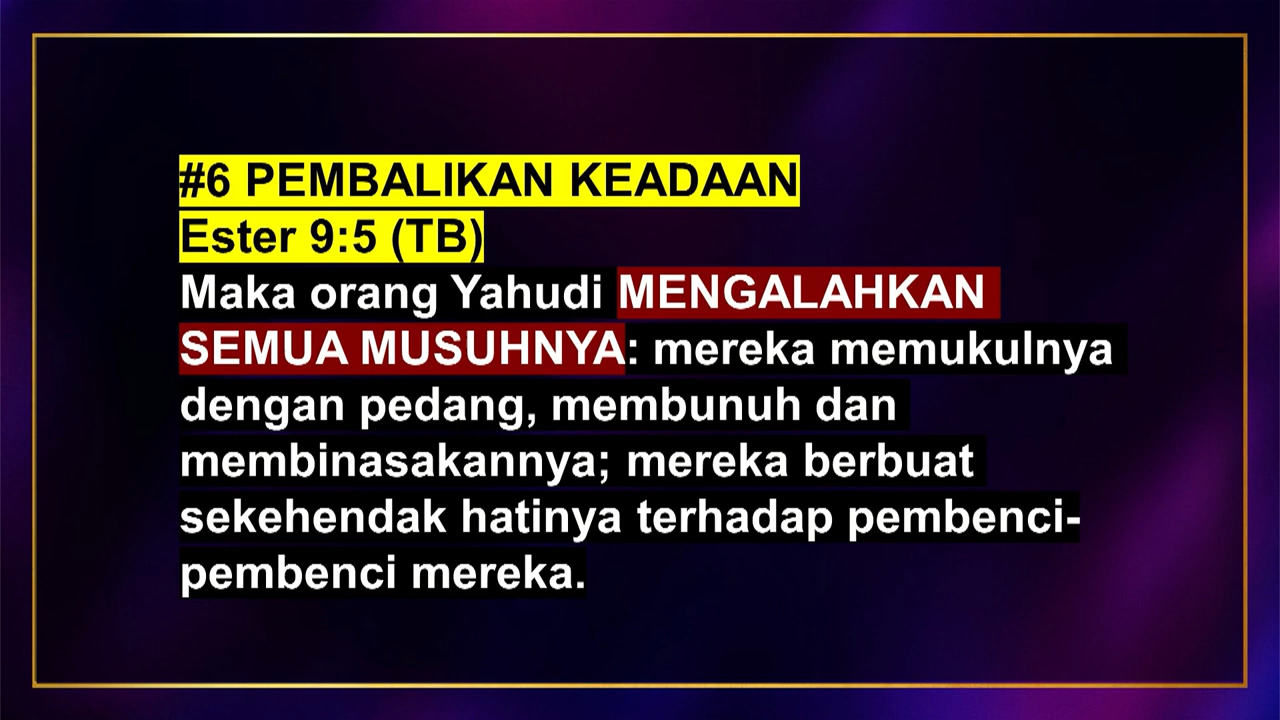 #6 PEMBALIKAN KEADAAN
Ester 9:5 (TB)
Maka orang Yahudi MENGALAHKAN
SEMUA MUSUHNYA: mereka memukulnya
dengan pedang, membunuh dan
membinasakannya; mereka berbuat
sekehendak hatinya terhadap pembenci-
pembenci mereka.